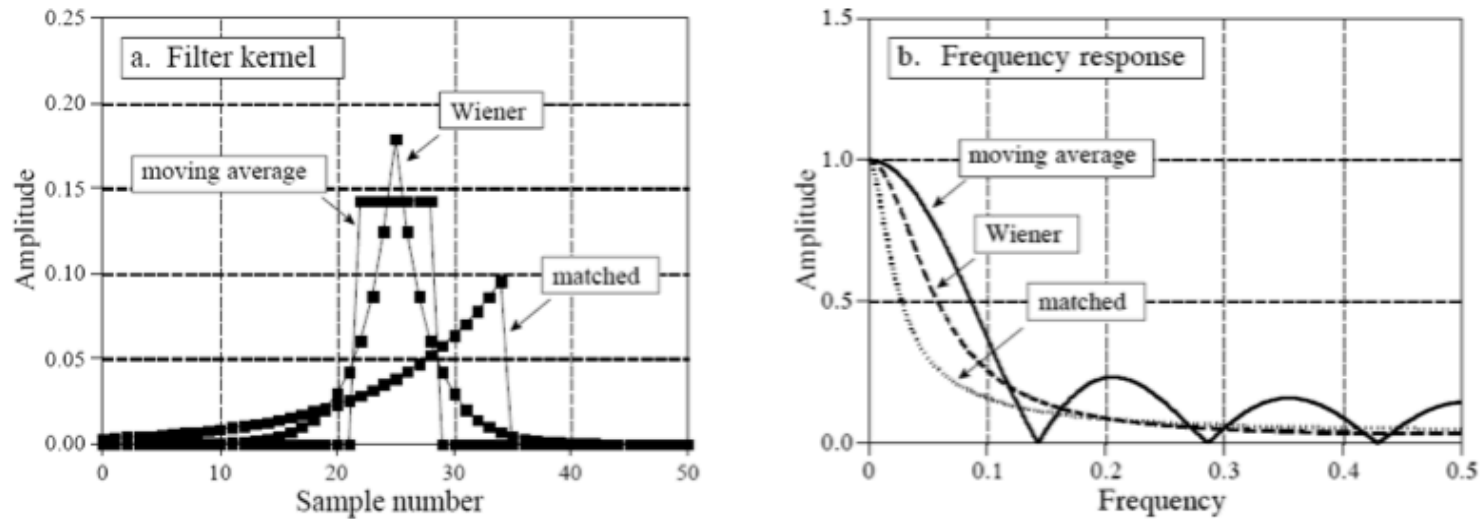 0.25
0.20
0.15
0.10
0.05
0.00
Amplitude
a. Filter kernel
Wiener
moving average
matched
0 10 20 30 40 50
Sample number
1.5
1.0
0.5
0.0
Amplitude
b. Frequency response
moving average
Wiener
matched
0 0.1 0.2 0.3 0.4 0.5
Frequency